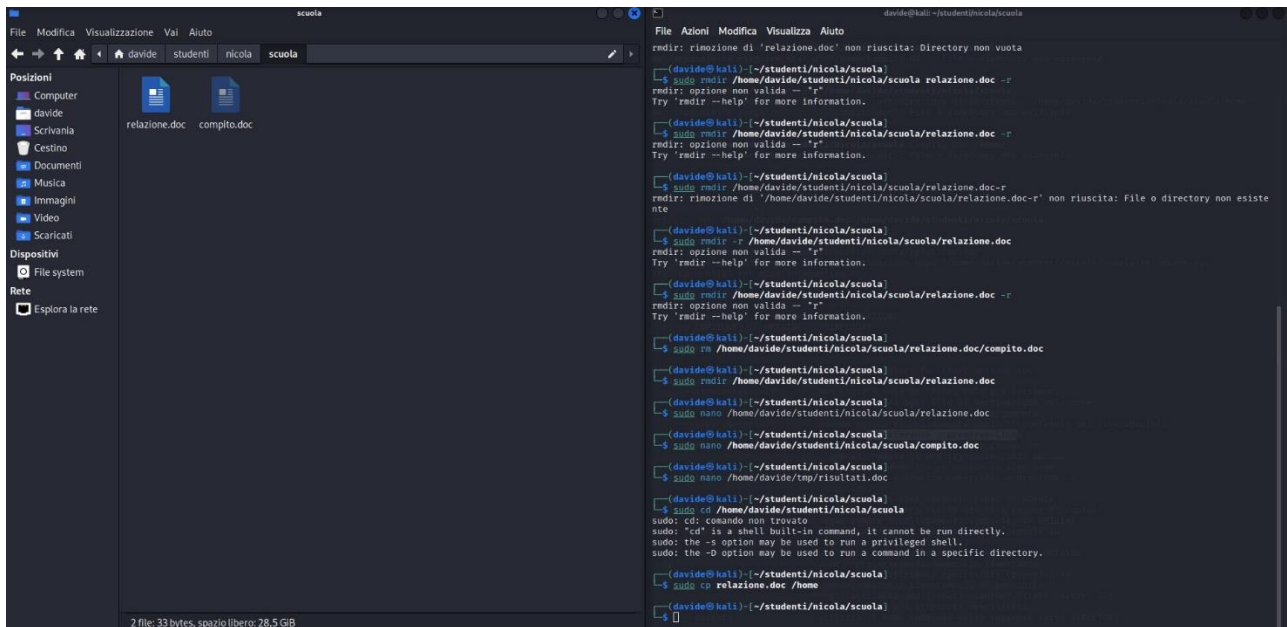 scuola
File Modifica Visualizzazione Vai Aiuto
davide studenti nicola scuola
Posizioni
Computer
davide
Scrivania
Cestino
Documenti
Musica
Immagini
Video
Scaricati
Dispositivi
File system
Rete
Esplora la rete
relazione.doc compito.doc
2 file: 33 bytes, spazio libero: 28,5 GiB
davide@kali: ~/studenti/nicola/scuola
File Azioni Modifica Visualizza Aiuto
rmdir: rimozione di 'relazione.doc' non riuscita: Directory non vuota
(davide㉿kali)-[~/studenti/nicola/scuola]
$ sudo rmdir /home/davide/studenti/nicola/scuola relazione.doc -r
rmdir: opzione non valida -- "r"
Try 'rmdir --help' for more information.
(davide㉿kali)-[~/studenti/nicola/scuola]
$ sudo rmdir /home/davide/studenti/nicola/scuola/relazione.doc -r
rmdir: opzione non valida -- "r"
Try 'rmdir --help' for more information.
(davide㉿kali)-[~/studenti/nicola/scuola]
$ sudo rmdir /home/davide/studenti/nicola/scuola/relazione.doc-r
rmdir: rimozione di '/home/davide/studenti/nicola/scuola/relazione.doc-r' non riuscita: File o directory non esiste
nte
(davide㉿kali)-[~/studenti/nicola/scuola]
$ sudo rmdir -r /home/davide/studenti/nicola/scuola/relazione.doc
rmdir: opzione non valida -- "r"
Try 'rmdir --help' for more information.
(davide㉿kali)-[~/studenti/nicola/scuola]
$ sudo rmdir /home/davide/studenti/nicola/scuola/relazione.doc -r
rmdir: opzione non valida -- "r"
Try 'rmdir --help' for more information.
(davide㉿kali)-[~/studenti/nicola/scuola]
$ sudo rm /home/davide/studenti/nicola/scuola/relazione.doc/compito.doc
(davide㉿kali)-[~/studenti/nicola/scuola]
$ sudo rmdir /home/davide/studenti/nicola/scuola/relazione.doc
(davide㉿kali)-[~/studenti/nicola/scuola]
$ sudo nano /home/davide/studenti/nicola/scuola/relazione.doc
(davide㉿kali)-[~/studenti/nicola/scuola]
$ sudo nano /home/davide/studenti/nicola/scuola/compito.doc
(davide㉿kali)-[~/studenti/nicola/scuola]
$ sudo nano /home/davide/tmp/risultati.doc
(davide㉿kali)-[~/studenti/nicola/scuola]
$ sudo cd /home/davide/studenti/nicola/scuola
sudo: cd: comando non trovato
sudo: "cd" is a shell built-in command, it cannot be run directly.
sudo: the -s option may be used to run a privileged shell.
sudo: the -D option may be used to run a command in a specific directory.
(davide㉿kali)-[~/studenti/nicola/scuola]
$ sudo cp relazione.doc /home
(davide㉿kali)-[~/studenti/nicola/scuola]
$